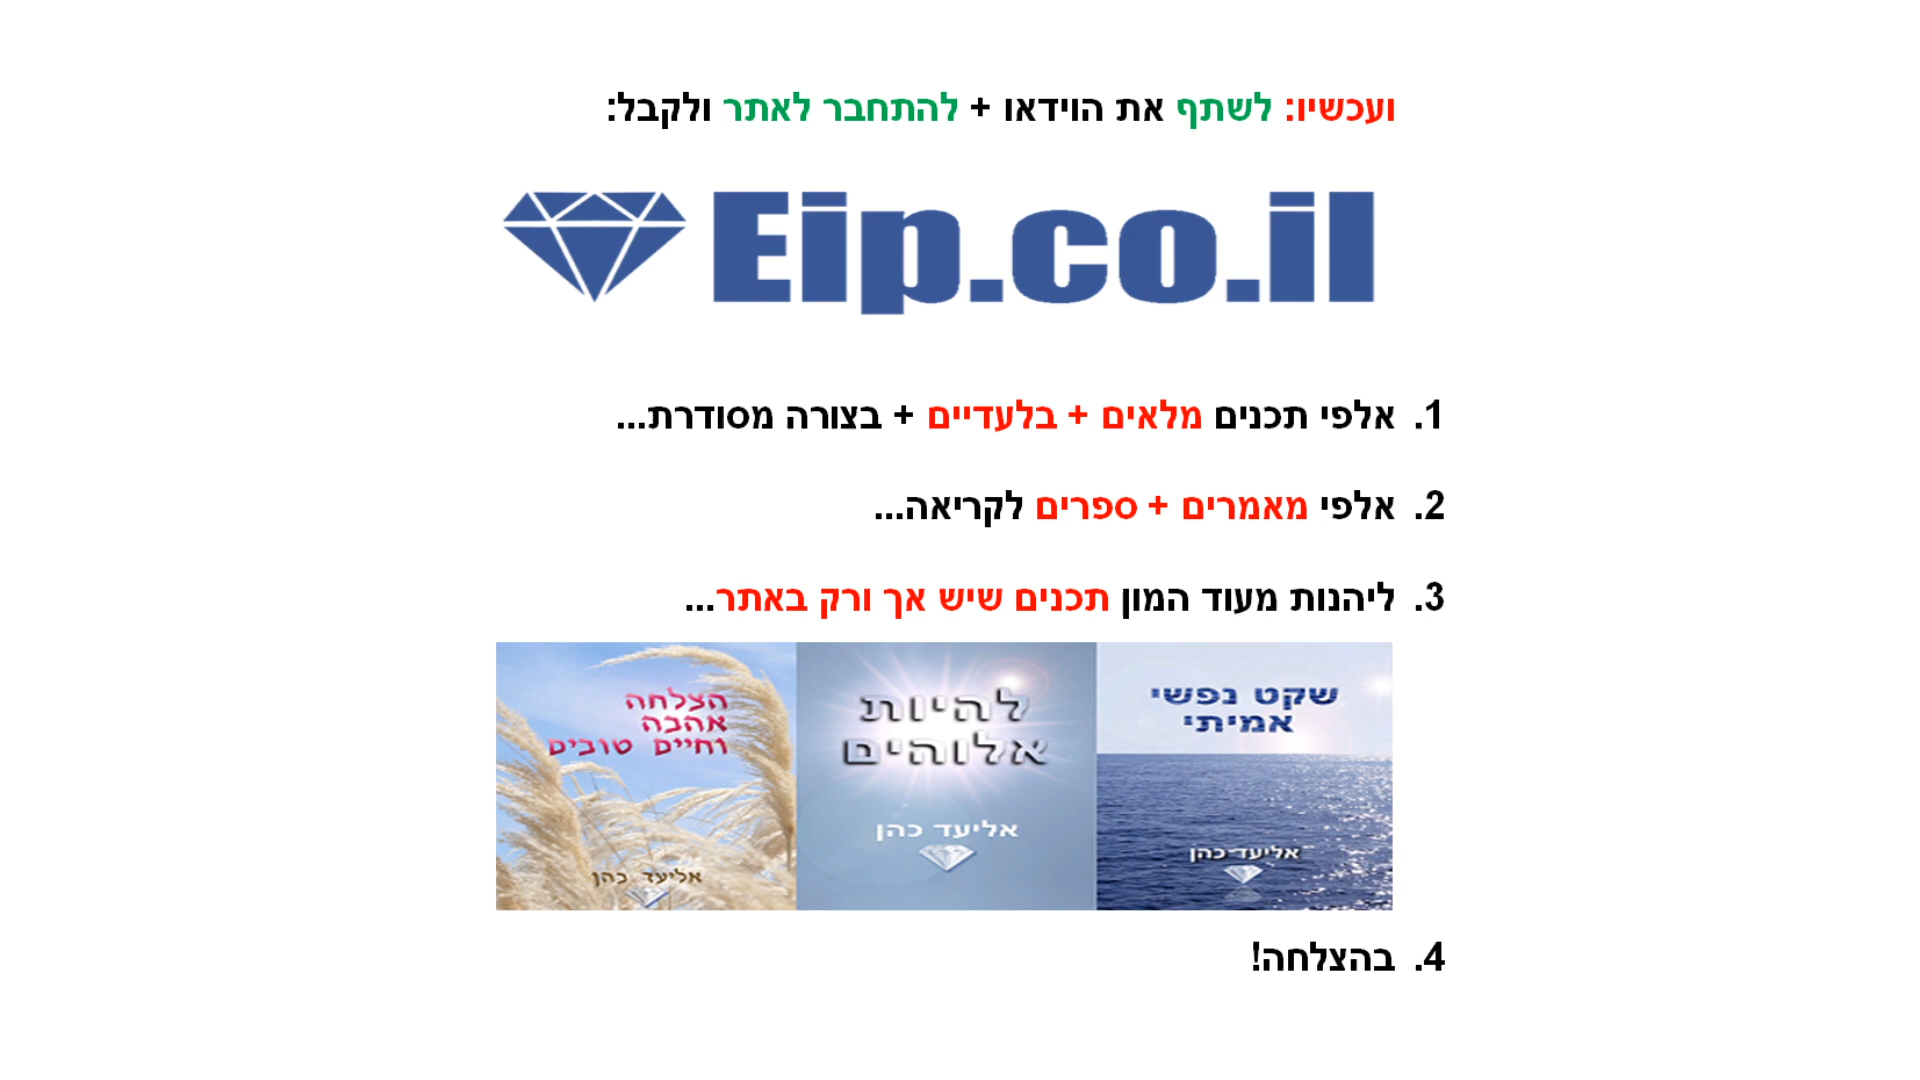 ועכשיו: לשתף את הוידאו + להתחבר לאתר ולקבל:
Eip.co.il
1. אלפי תכנים מלאים + בלעדיים + בצורה מסודרת...
2. אלפי מאמרים + ספרים לקריאה...
3. ליהנות מעוד המון תכנים שיש אך ורק באתר...
שקט נפשי
אמיתי
אליעד כהן
להיות
אלוהים
אליעד כהן
הצלחה
אהבה
וחיים טובים
אליעד כהן
4. בהצלחה!